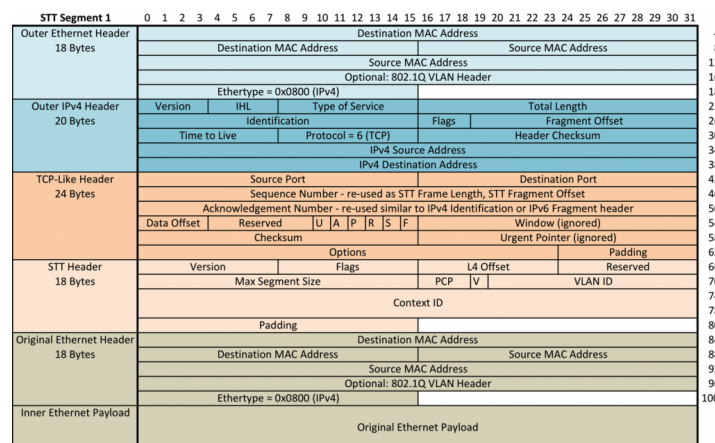 STT Segment 1 0 1 2 3 4 5 6 7 8 9 10 11 12 13 14 15 16 17 18 19 20 21 22 23 24 25 26 27 28 29 30 31
Outer Ethernet Header Destination MAC Address
18 Bytes Destination MAC Address Source MAC Address
Source MAC Address
Optional: 802.1Q VLAN Header
Ethertype = 0x0800 (IPv4)
Outer IPv4 Header Version IHL Type of Service Total Length
20 Bytes Identification Flags Fragment Offset
Time to Live Protocol = 6 (TCP) Header Checksum
IPv4 Source Address
IPv4 Destination Address
TCP-Like Header Source Port Destination Port
24 Bytes Sequence Number - re-used as STT Frame Length, STT Fragment Offset
Acknowledgement Number - re-used similar to IPv4 Identification or IPv6 Fragment header
Data Offset Reserved U A P R S F Window (ignored)
Checksum Urgent Pointer (ignored)
Options Padding
STT Header Version Flags L4 Offset Reserved
18 Bytes Max Segment Size PCP V VLAN ID
Context ID
Padding
Original Ethernet Header Destination MAC Address
18 Bytes Destination MAC Address Source MAC Address
Source MAC Address
Optional: 802.1Q VLAN Header
Ethertype = 0x0800 (IPv4) 100
Inner Ethernet Payload
Original Ethernet Payload